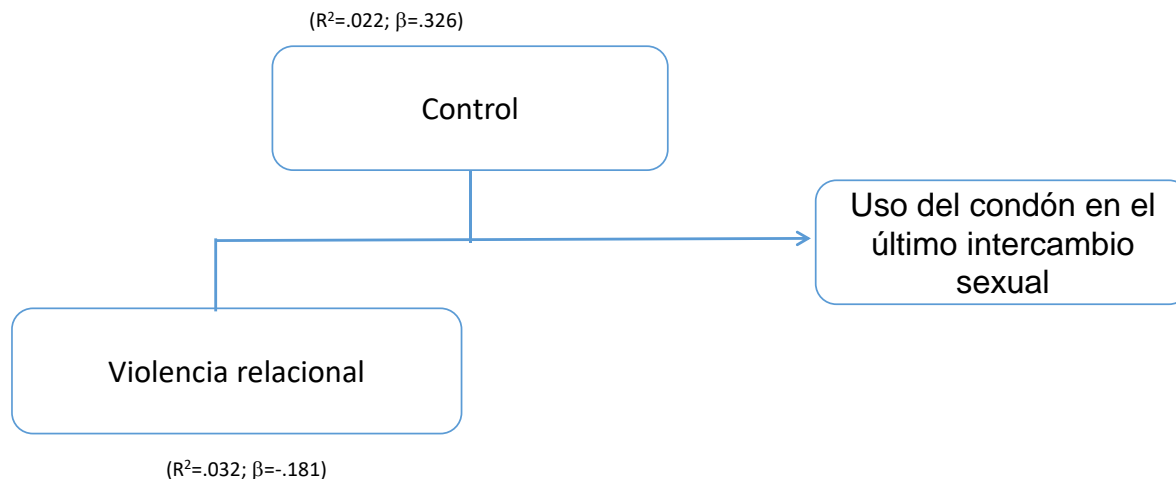 (R²=.022; β=.326)
Control
Uso del condón en el
último intercambio
sexual
Violencia relacional
(R²=.032; β=-.181)